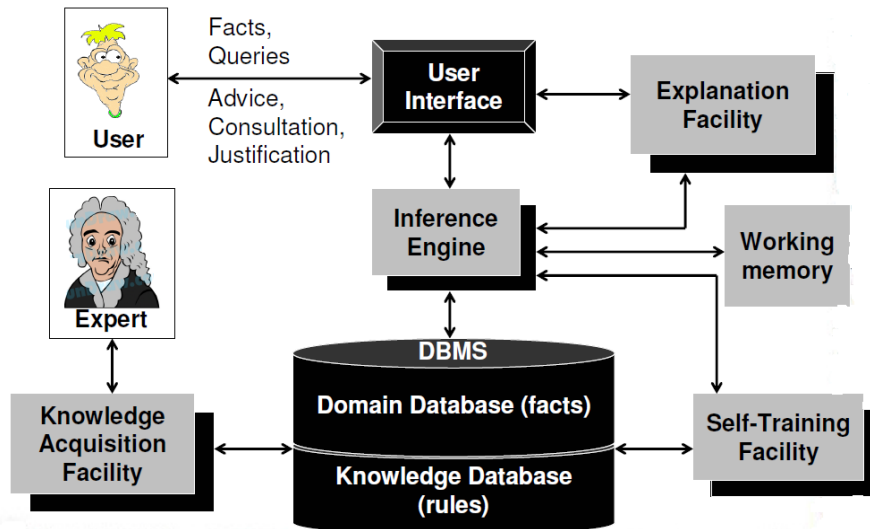 Facts,
Queries
User
Interface
Explanation
Facility
User
Advice,
Consultation,
Justification
Inference
Engine
Working
memory
Expert
DBMS
Domain Database (facts)
Knowledge
Acquisition
Facility
Self-Training
Facility
Knowledge Database
(rules)